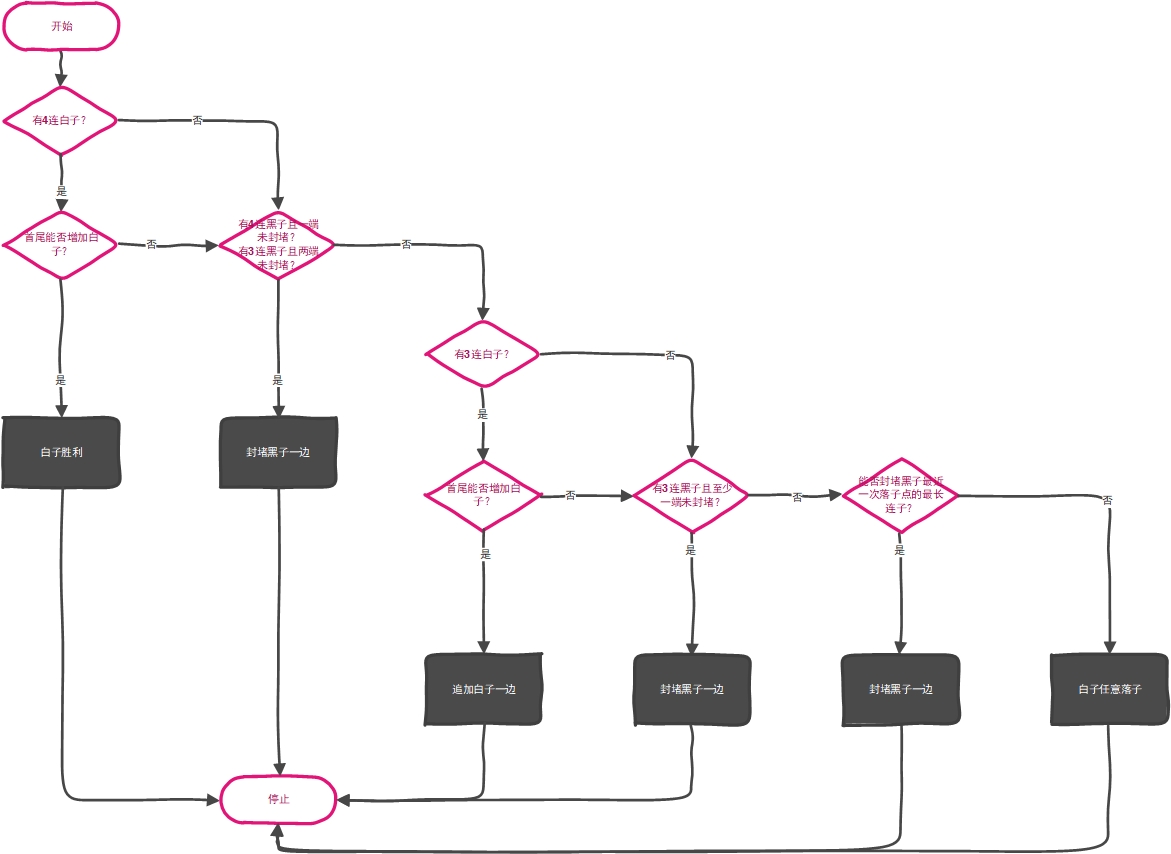 开始
有4连白子?
否
是
首尾能否增加白
子?
否
有4连黑子且一端
未封堵?
有3连黑子且两端
未封堵?
否
有3连白子?
否
是
是
是
白子胜利
封堵黑子一边
首尾能否增加白
子?
否
有3连黑子且至少
一端未封堵?
否
能否封堵黑子最近
一次落子点的最长
连子?
否
是
是
是
追加白子一边
封堵黑子一边
封堵黑子一边
白子任意落子
停止